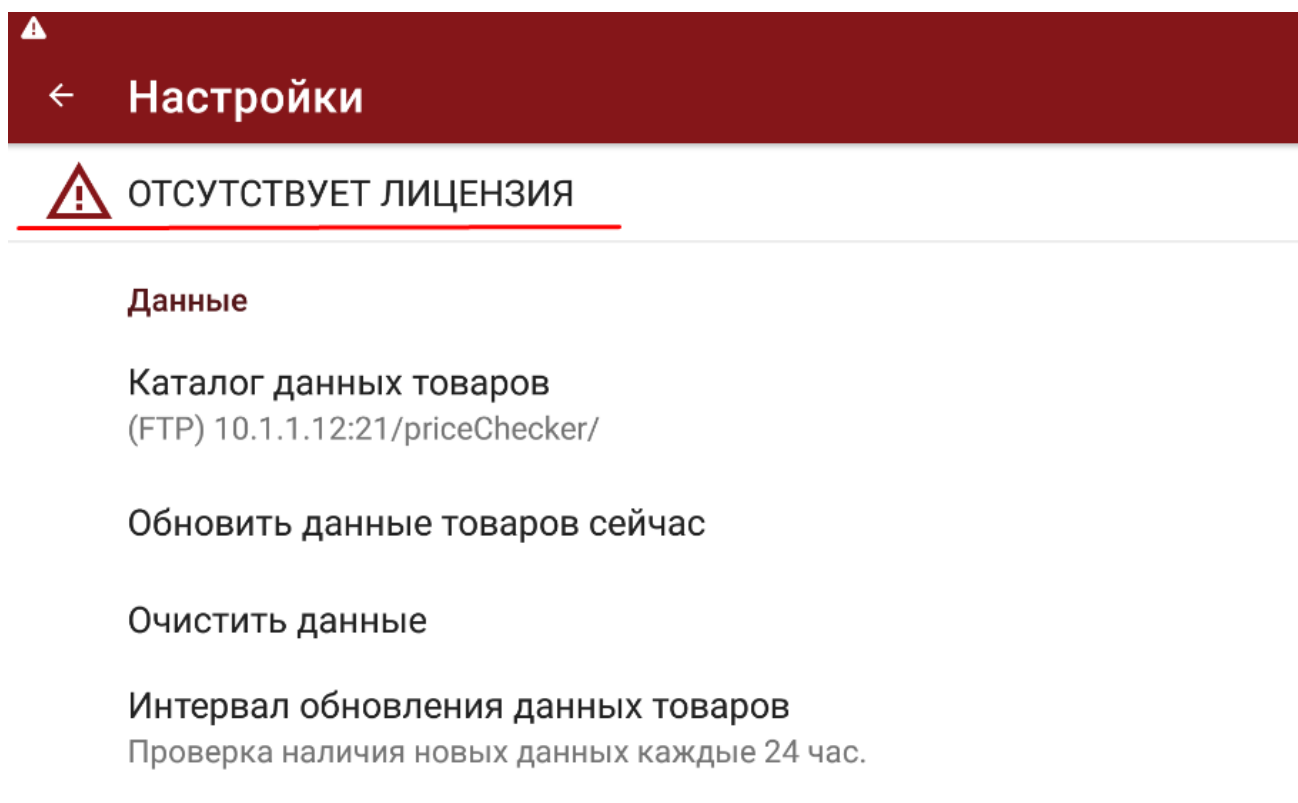 Настройки
ОТСУТСТВУЕТ ЛИЦЕНЗИЯ
Данные
Каталог данных товаров
(FTP) 10.1.1.12:21/priceChecker/
Обновить данные товаров сейчас
Очистить данные
Интервал обновления данных товаров
Проверка наличия новых данных каждые 24 час.